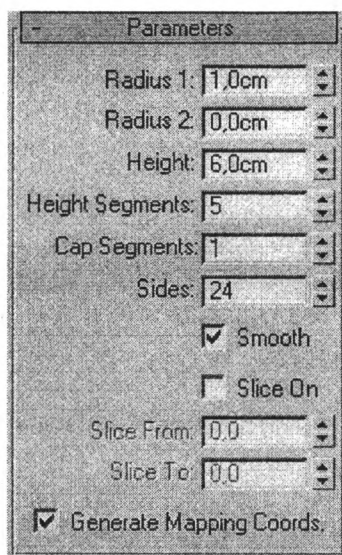 - Parameters
Radius 1: 1,0cm
Radius 2: 0,0cm
Height: 6,0cm
Height Segments: 5
Cap Segments: 1
Sides: 24
Smooth
Slice On
Slice From: 0,0
Slice To: 0,0
Generate Mapping Coords.